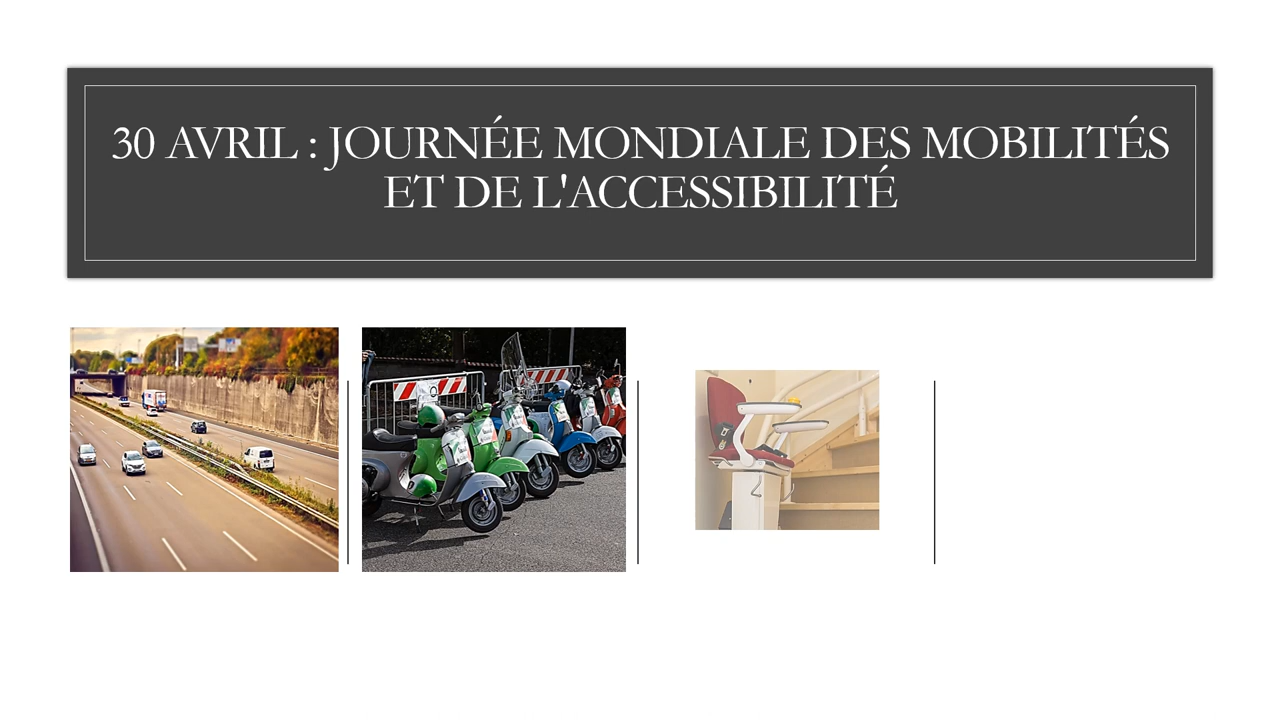 30 AVRIL : JOURNÉE MONDIALE DES MOBILITÉS
ET DE L'ACCESSIBILITÉ